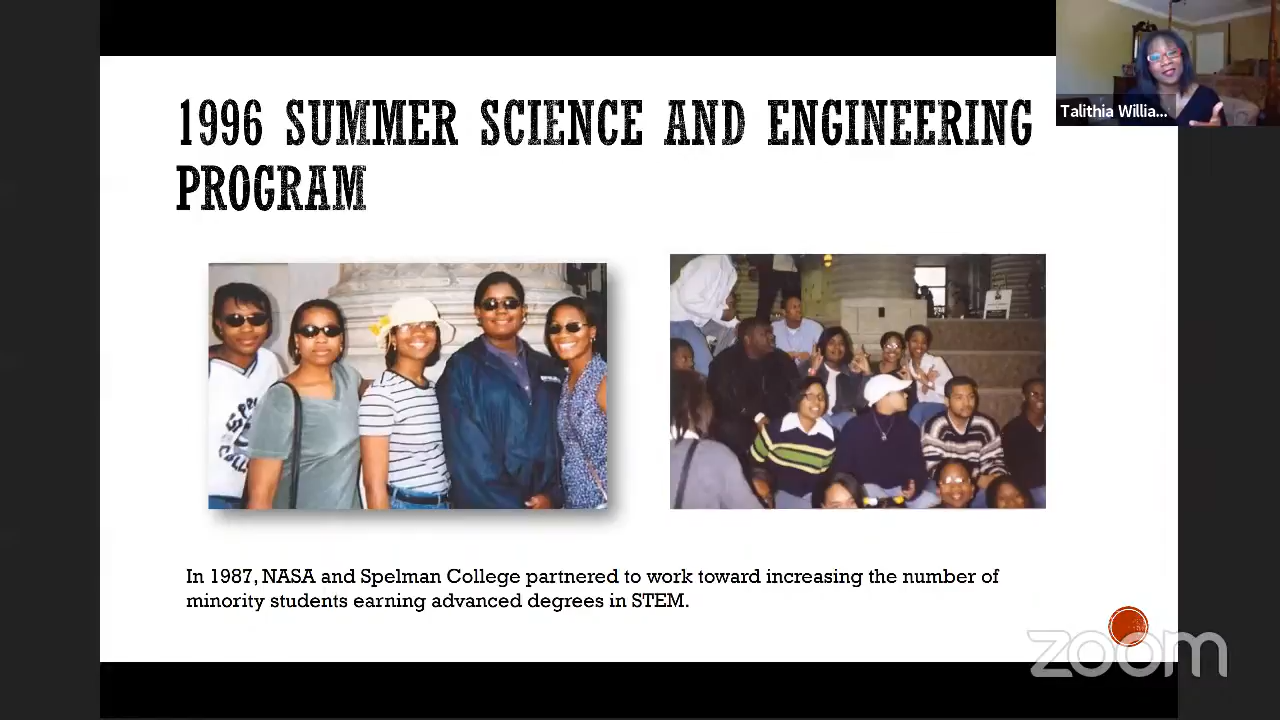 1996 SUMMER SCIENCE AND ENGINEERING
PROGRAM
Talithia Willia...
In 1987, NASA and Spelman College partnered to work toward increasing the number of
minority students earning advanced degrees in STEM.
zoom